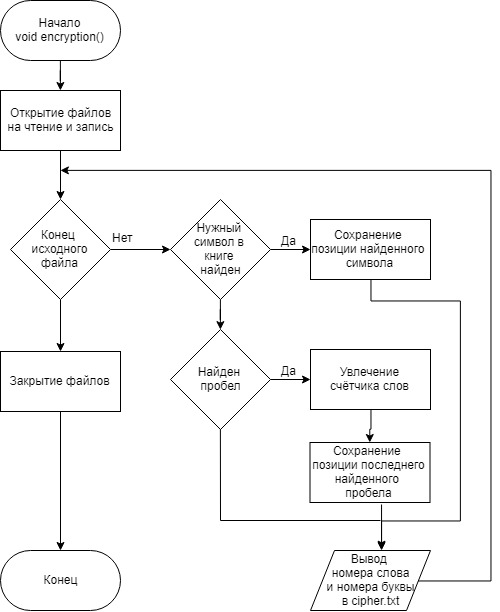 Начало
void encryption()
Открытие файлов
на чтение и запись
Конец
исходного
файла
Нет
Нужный
символ в
книге
найден
Да
Сохранение
позиции найденного
символа
Найден
пробел
Да
Увлечение
счётчика слов
Закрытие файлов
Сохранение
позиции последнего
найденного
пробела
Конец
Вывод
номера слова
и номера буквы
в cipher.txt